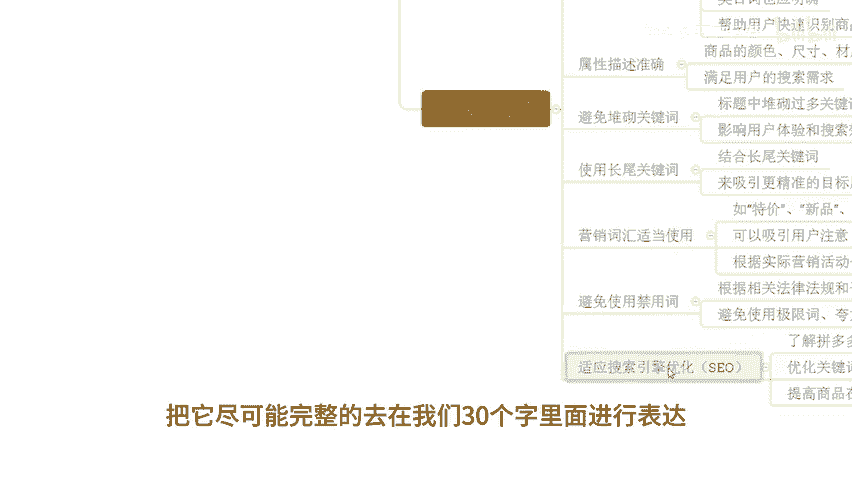 帮助用户快速识别商
属性描述准确
商品的颜色、尺寸、材
满足用户的搜索需求
避免堆砌关键词
标题中堆砌过多关键
影响用户体验和搜索
使用长尾关键词
结合长尾关键词
来吸引更精准的目标
营销词汇适当使用
如“特价”、“新品”、
可以吸引用户注意
根据实际营销活动
避免使用禁用词
根据相关法律法规和
避免使用极限词、夸
适应搜索引擎优化（SEO）
了解拼多
优化关键
提高商品在
把它尽可能完整的去在我们30个字里面进行表达